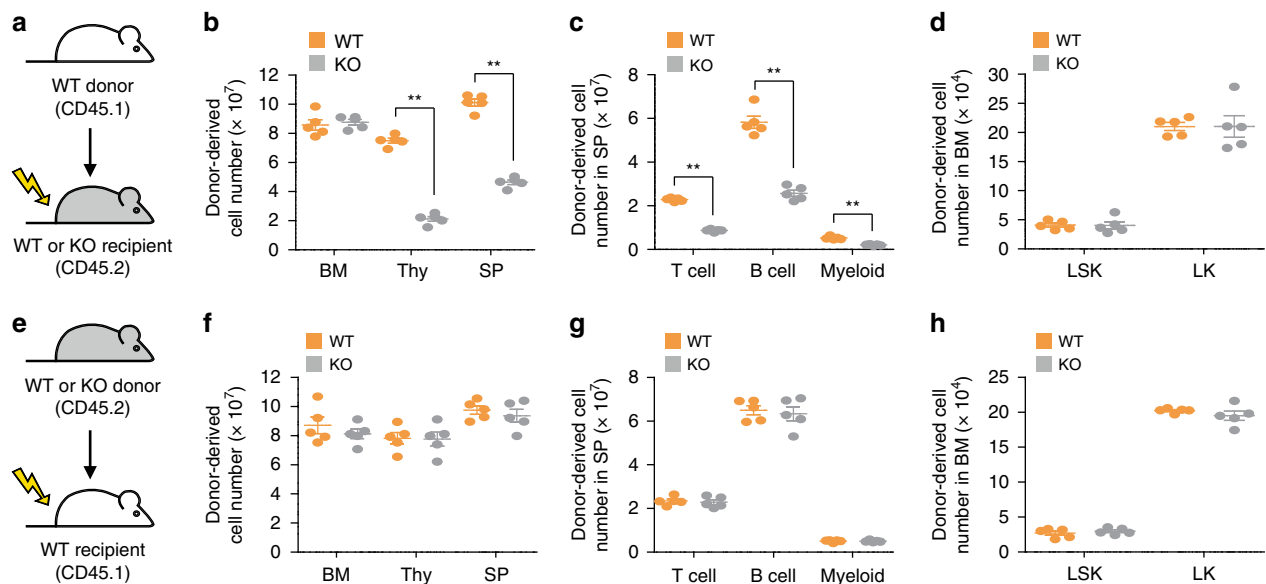 a
WT donor
(CD45.1)
WT or KO recipient
(CD45.2)
b
WT
KO
Donor-derived
cell number (× 10⁷)
12
10
8
6
4
2
0
**
**
BM Thy SP
c
WT
KO
Donor-derived cell
number in SP (× 10⁷)
8
6
4
2
0
**
**
**
T cell B cell Myeloid
d
WT
KO
Donor-derived cell
number in BM (× 10⁴)
30
25
20
15
10
5
0
LSK LK
e
WT or KO donor
(CD45.2)
WT recipient
(CD45.1)
f
WT
KO
Donor-derived
cell number (× 10⁷)
12
10
8
6
4
2
0
BM Thy SP
g
WT
KO
Donor-derived cell
number in SP (× 10⁷)
8
6
4
2
0
T cell B cell Myeloid
h
WT
KO
Donor-derived cell
number in BM (× 10⁴)
25
20
15
10
5
0
LSK LK